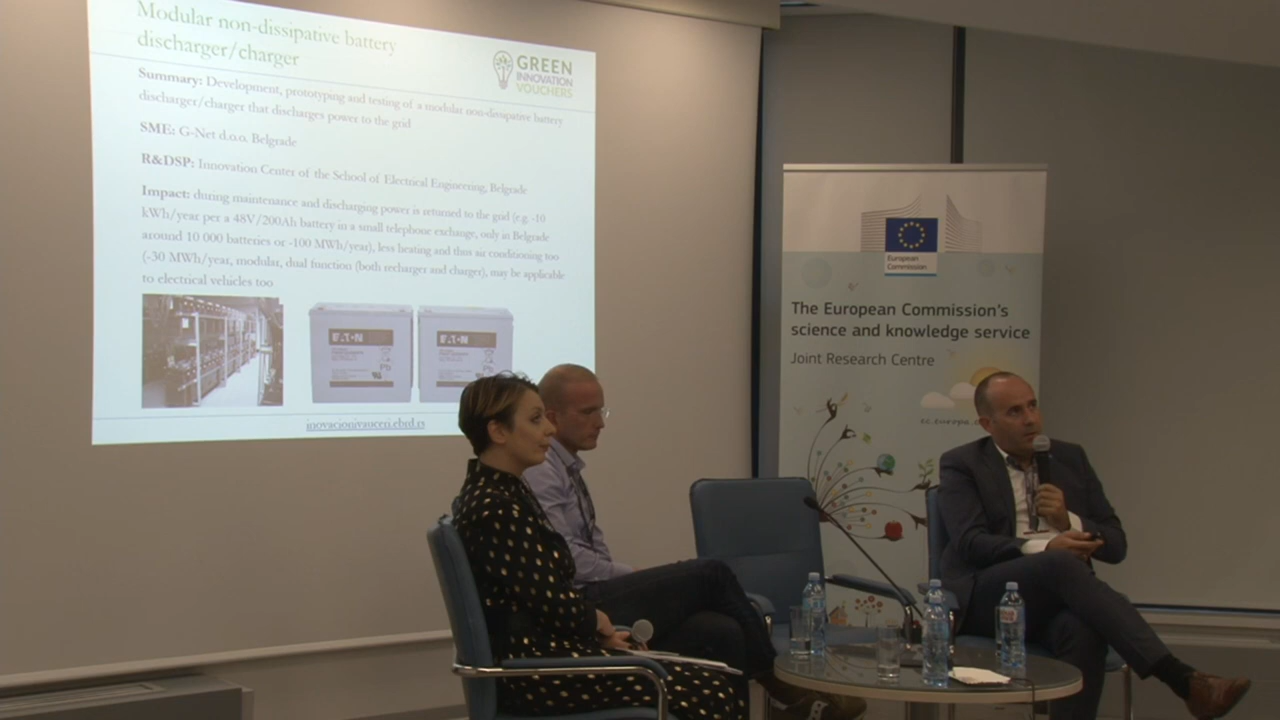 Modular non-dissipative battery
discharger/charger
GREEN
INNOVATION
VOUCHERS
Summary: Development, prototyping and testing of a modular non-dissipative battery
discharger/charger that discharges power to the grid
SME: G-Net d.o.o. Belgrade
R&DSP: Innovation Center of the School of Electrical Engineering, Belgrade
Impact: during maintenance and discharging power is returned to the grid (e.g. -10
kWh/year per a 48V/200Ah battery in a small telephone exchange, only in Belgrade
around 10 000 batteries or -100 MWh/year), less heating and thus air conditioning too
(-30 MWh/year, modular, dual function (both recharger and charger), may be applicable
to electrical vehicles too
EATON
EATON
Pb
inovacionivauceri.ebrd.rs
European
Commission
The European Commission's
science and knowledge service
Joint Research Centre